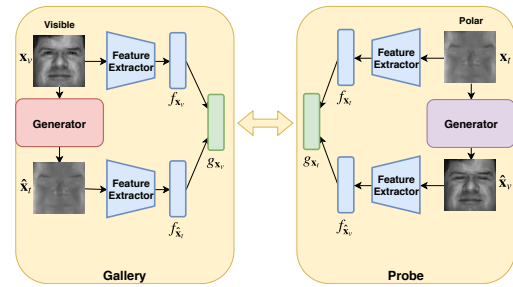 Visible
Polar
𝐱_v
Feature
Extractor
f_{𝐱_v}
f_{𝐱_t}
Feature
Extractor
𝐱_t
Generator
g_{𝐱_v}
g_{𝐱_t}
Generator
𝐱̂_t
Feature
Extractor
f_{𝐱̂_t}
f_{𝐱̂_v}
Feature
Extractor
𝐱̂_v
Gallery
Probe